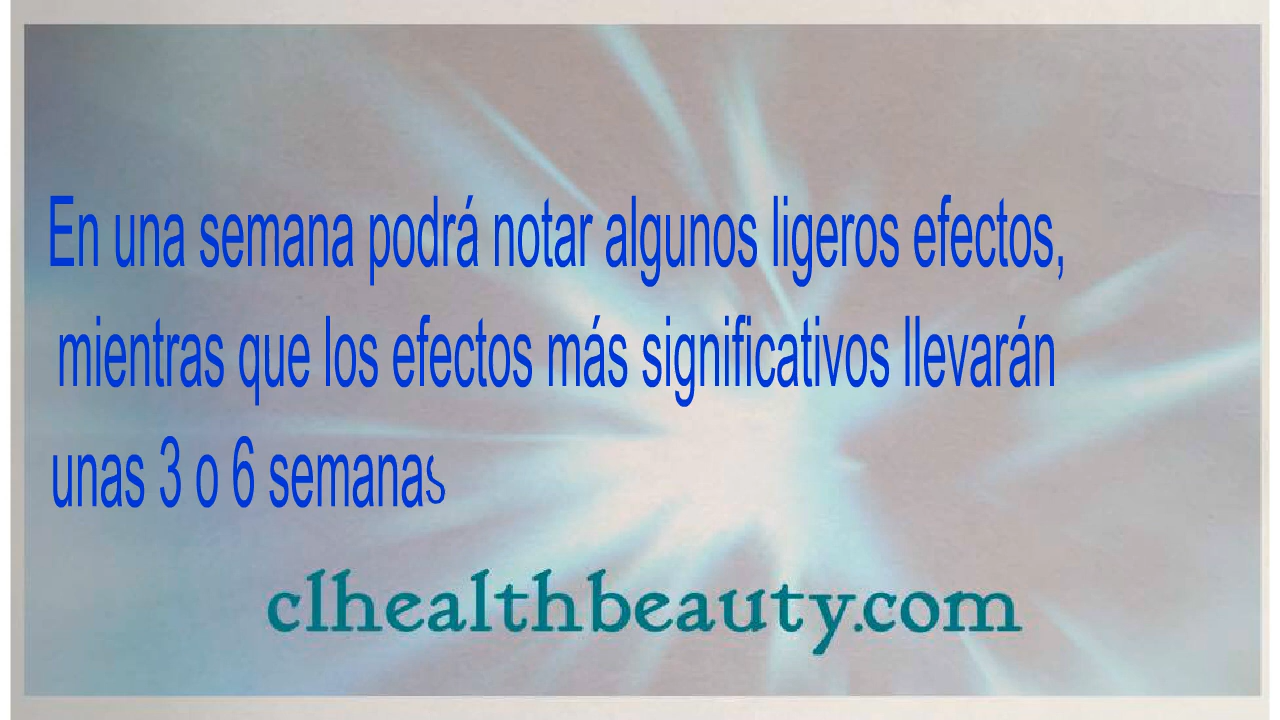 En una semana podrá notar algunos ligeros efectos,
mientras que los efectos más significativos llevarán
unas 3 o 6 semanas
clhealthbeauty.com